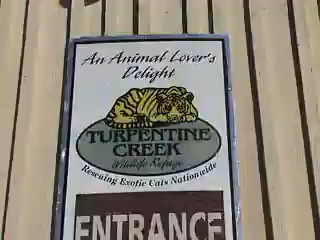 An Animal Lover's
Delight
TURPENTINE
CREEK
Wildlife Refuge
Rescuing Exotic Cats Nationwide
ENTRANCE